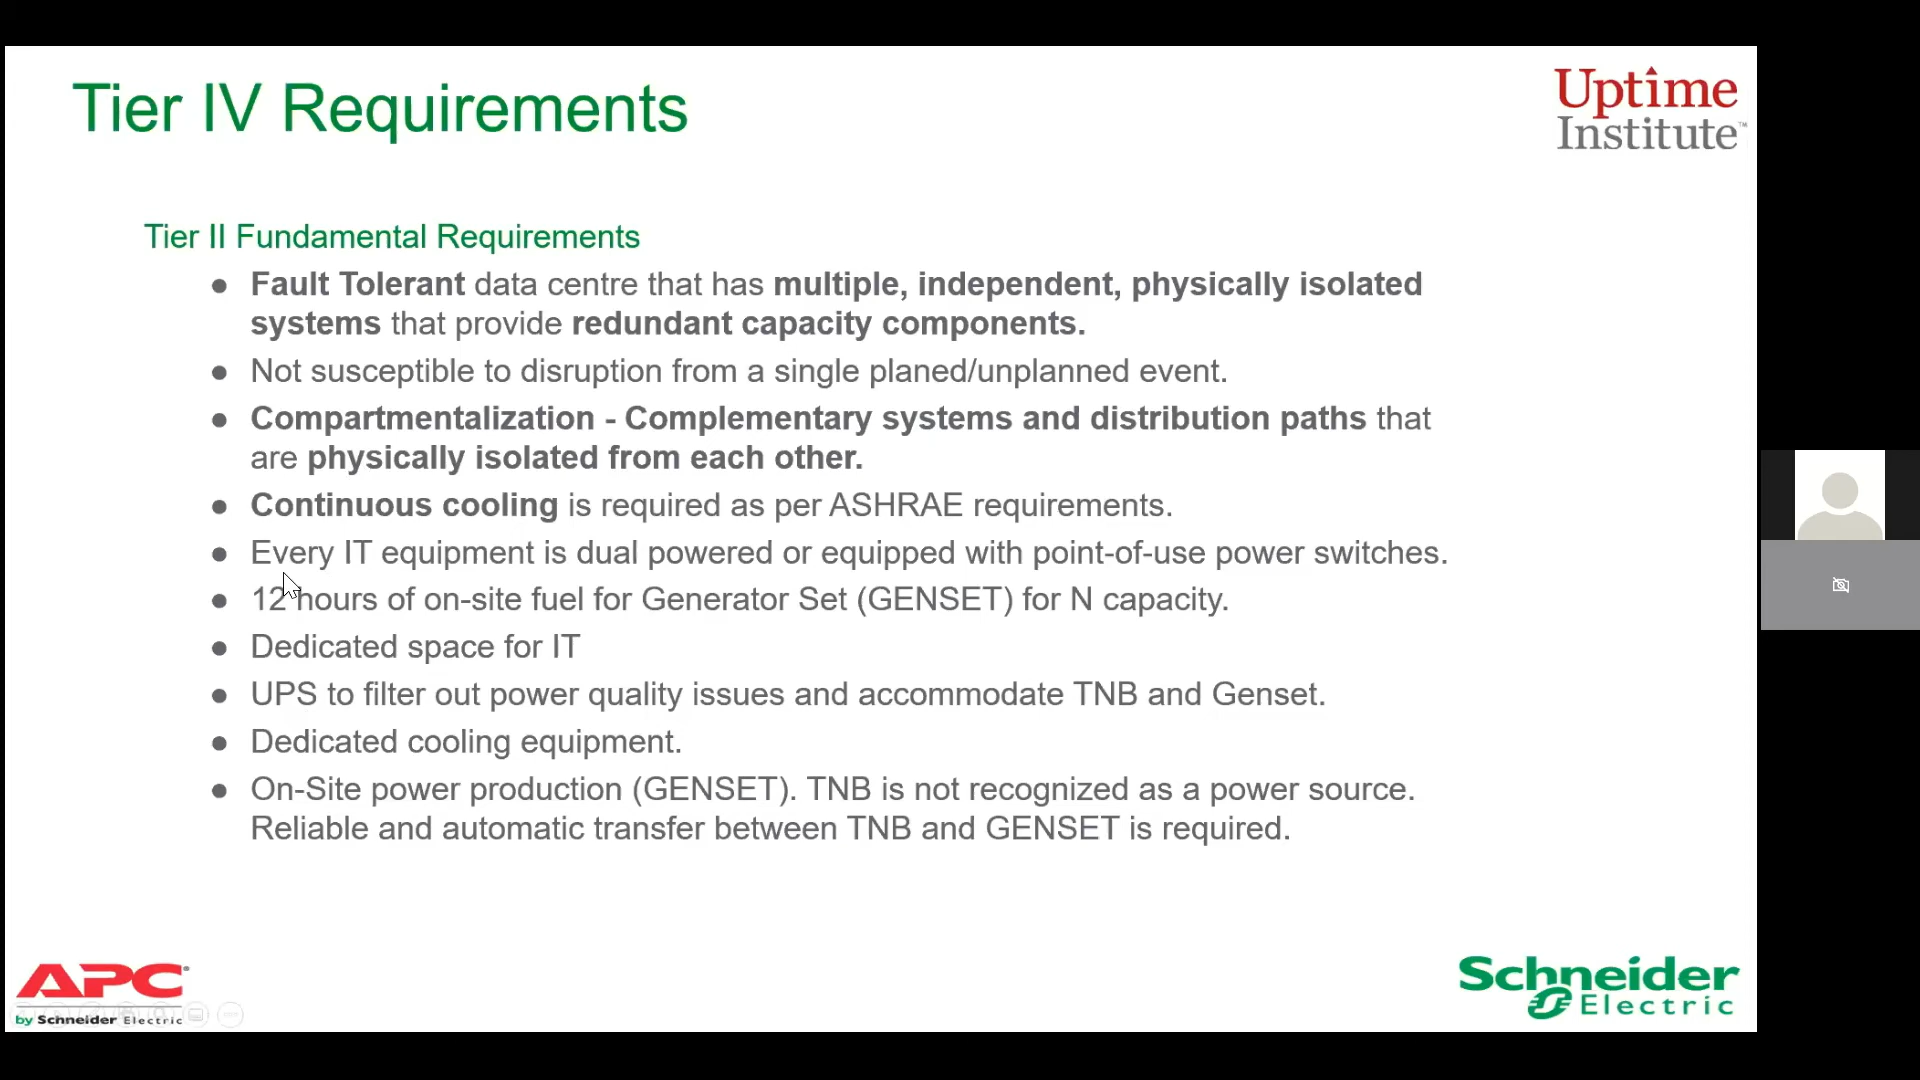 Tier IV Requirements
Uptime
Institute™
Tier II Fundamental Requirements
● Fault Tolerant data centre that has multiple, independent, physically isolated
systems that provide redundant capacity components.
● Not susceptible to disruption from a single planed/unplanned event.
● Compartmentalization - Complementary systems and distribution paths that
are physically isolated from each other.
● Continuous cooling is required as per ASHRAE requirements.
● Every IT equipment is dual powered or equipped with point-of-use power switches.
● 12 hours of on-site fuel for Generator Set (GENSET) for N capacity.
● Dedicated space for IT
● UPS to filter out power quality issues and accommodate TNB and Genset.
● Dedicated cooling equipment.
● On-Site power production (GENSET). TNB is not recognized as a power source.
Reliable and automatic transfer between TNB and GENSET is required.
APC®
by Schneider Electric
Schneider
Electric